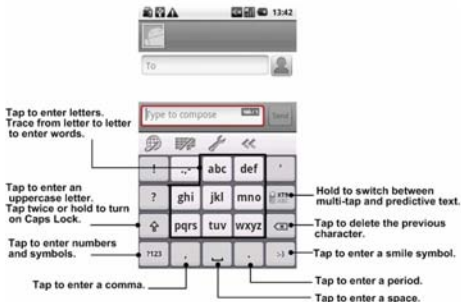 13:42
To
Type to compose
Send
Tap to enter letters.
Trace from letter to letter
to enter words.
! .,- abc def '
Tap to enter an
uppercase letter.
Tap twice or hold to turn
on Caps Lock.
? ghi jkl mno
Hold to switch between
multi-tap and predictive text.
pqrs tuv wxyz
Tap to delete the previous
character.
Tap to enter numbers
and symbols.
?123 , . :-)
Tap to enter a smile symbol.
Tap to enter a comma.
Tap to enter a period.
Tap to enter a space.